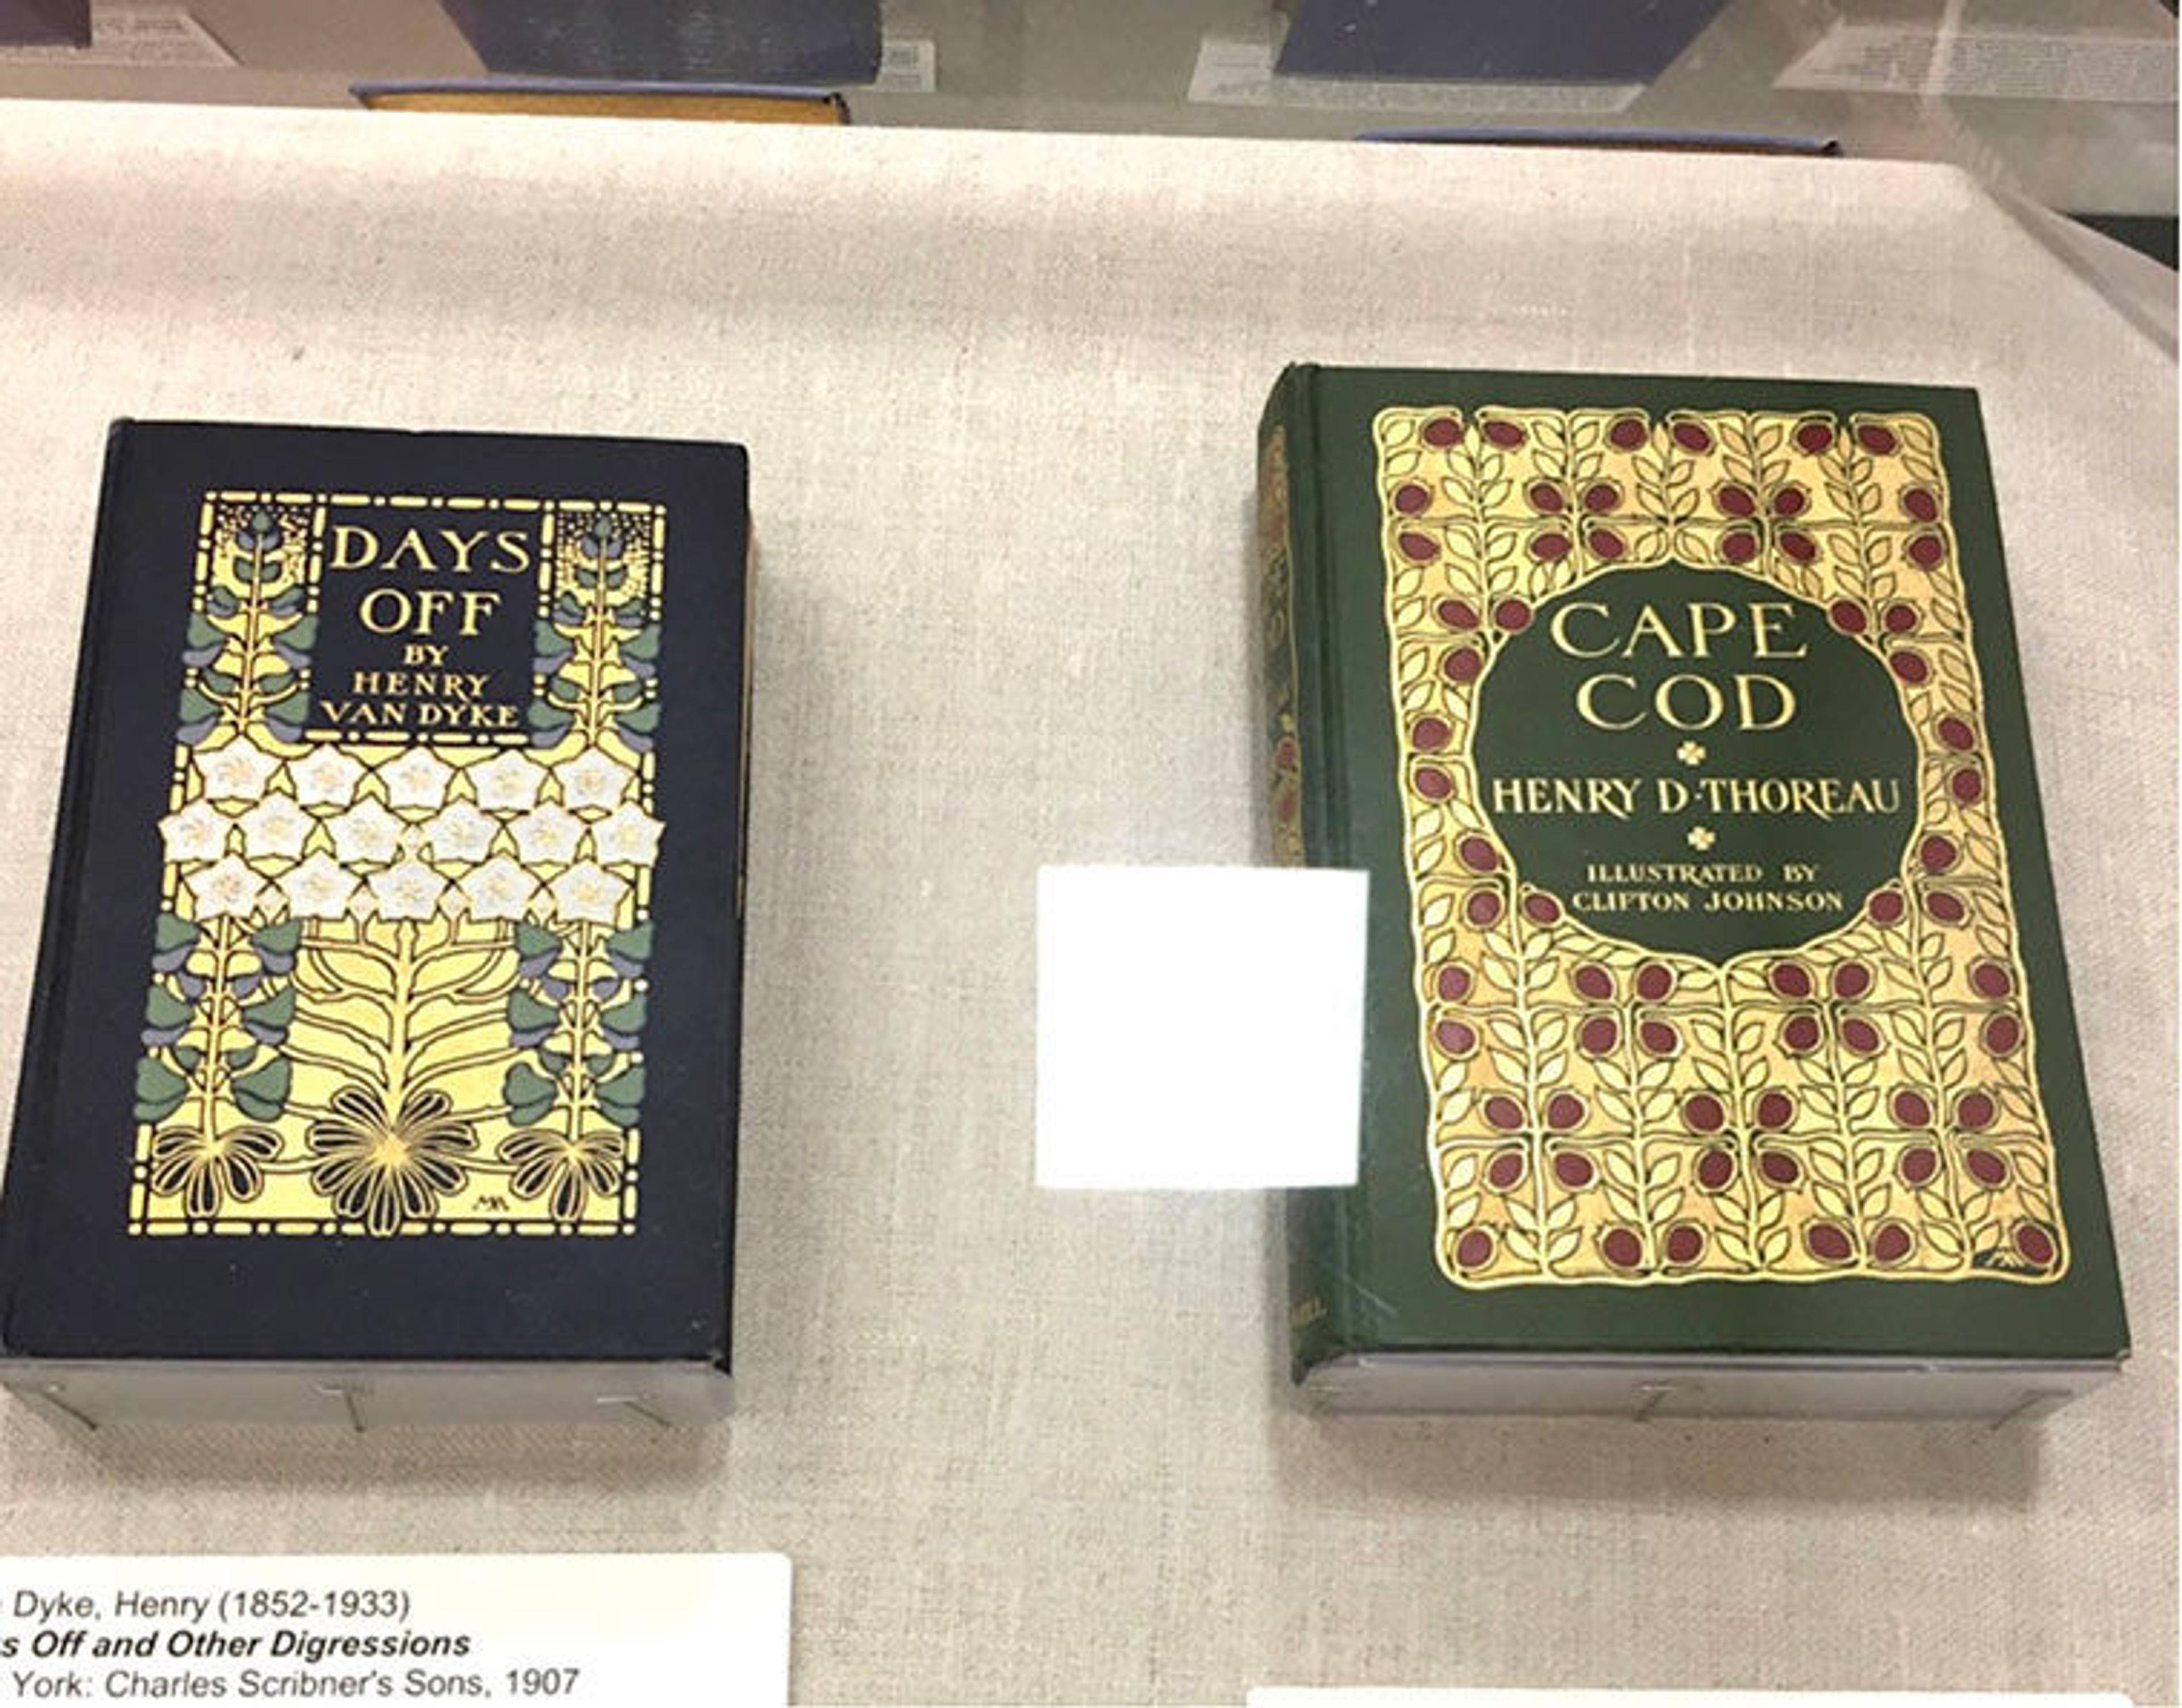 DAYS
OFF
BY
HENRY
VAN DYKE
CAPE
COD
HENRY D·THOREAU
ILLUSTRATED BY
CLIFTON JOHNSON
MA
Dyke, Henry (1852-1933)
s Off and Other Digressions
York: Charles Scribner's Sons, 1907